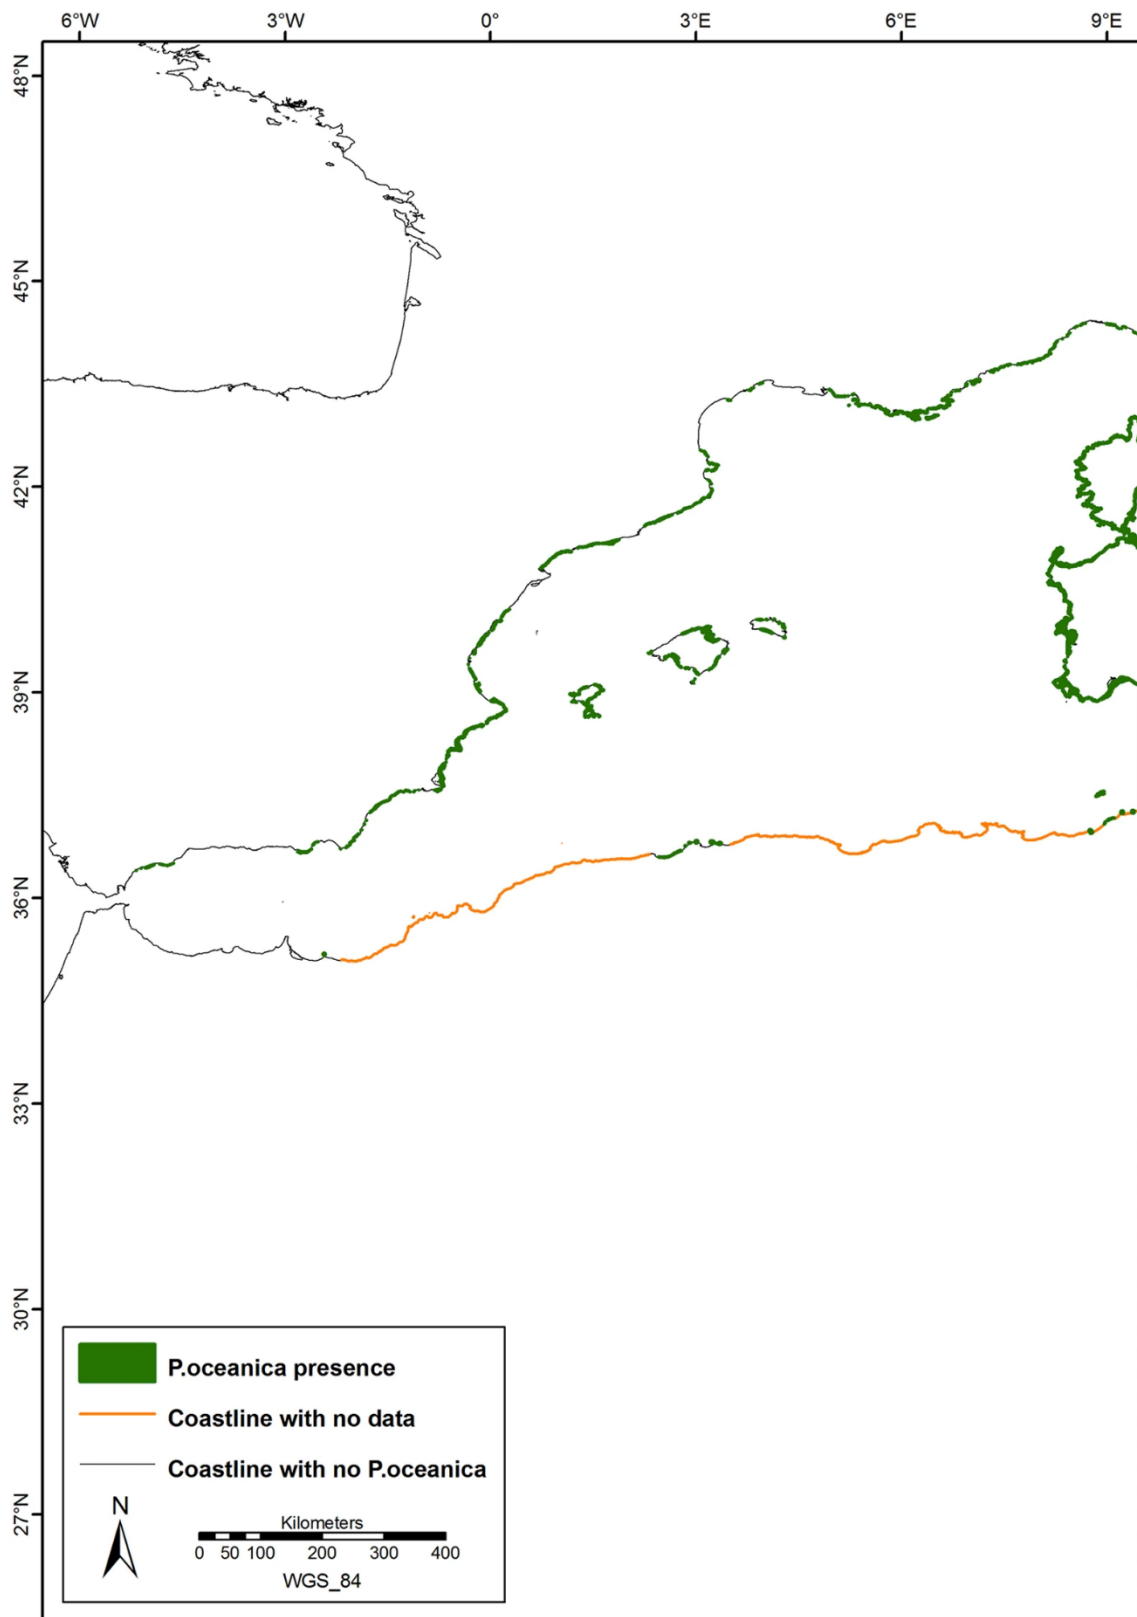 6°W 3°W 0° 3°E 6°E 9°E
48°N
45°N
42°N
39°N
36°N
33°N
30°N
27°N
P.oceanica presence
Coastline with no data
Coastline with no P.oceanica
N
Kilometers
0 50 100 200 300 400
WGS_84